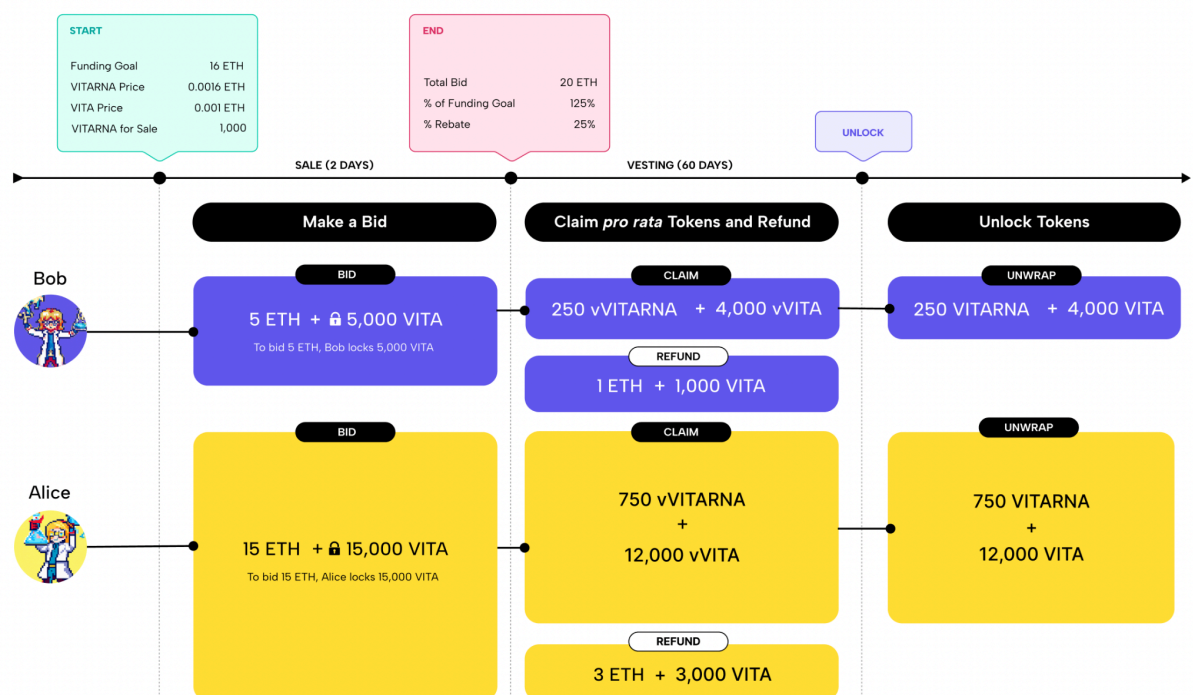 START
Funding Goal 16 ETH
VITARNA Price 0.0016 ETH
VITA Price 0.001 ETH
VITARNA for Sale 1,000
END
Total Bid 20 ETH
% of Funding Goal 125%
% Rebate 25%
UNLOCK
SALE (2 DAYS)
VESTING (60 DAYS)
Make a Bid
Claim pro rata Tokens and Refund
Unlock Tokens
Bob
BID
5 ETH + 5,000 VITA
To bid 5 ETH, Bob locks 5,000 VITA
CLAIM
250 vVITARNA + 4,000 vVITA
REFUND
1 ETH + 1,000 VITA
UNWRAP
250 VITARNA + 4,000 VITA
Alice
BID
15 ETH + 15,000 VITA
To bid 15 ETH, Alice locks 15,000 VITA
CLAIM
750 vVITARNA
+
12,000 vVITA
REFUND
3 ETH + 3,000 VITA
UNWRAP
750 VITARNA
+
12,000 VITA